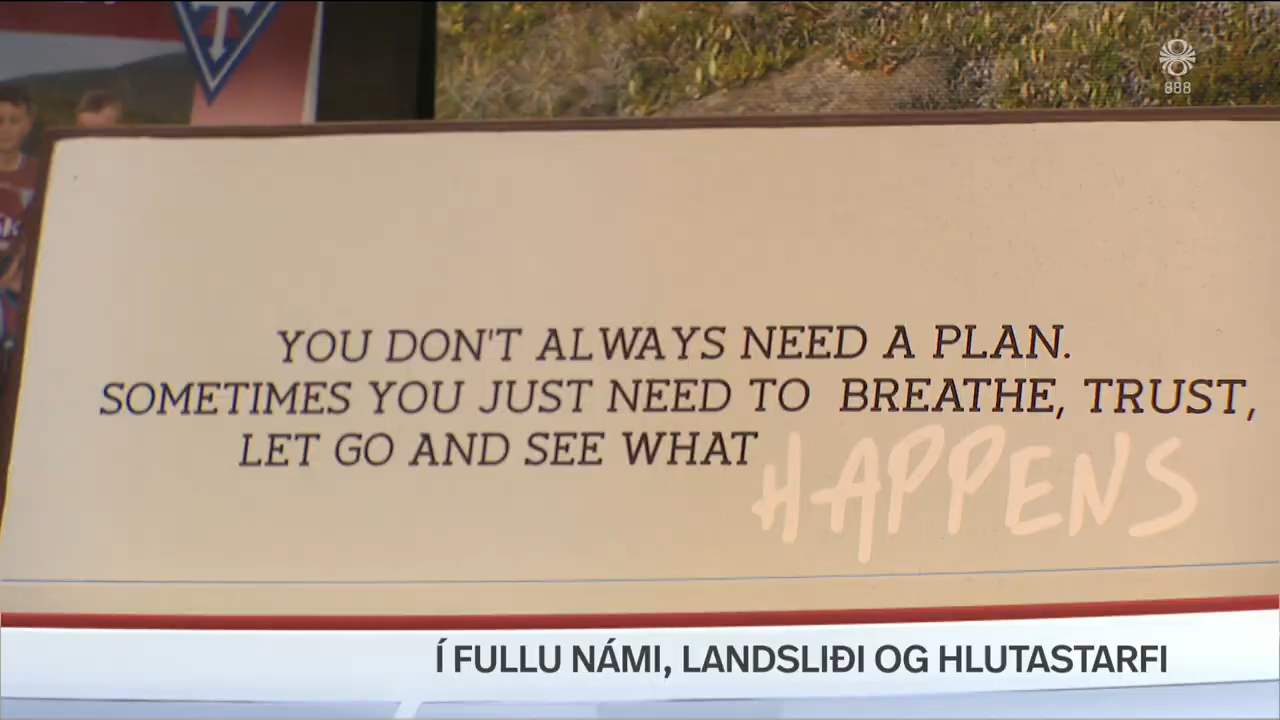 T
888
YOU DON'T ALWAYS NEED A PLAN.
SOMETIMES YOU JUST NEED TO BREATHE, TRUST,
LET GO AND SEE WHAT
HAPPENS
Í FULLU NÁMI, LANDSLIÐI OG HLUTASTARFI